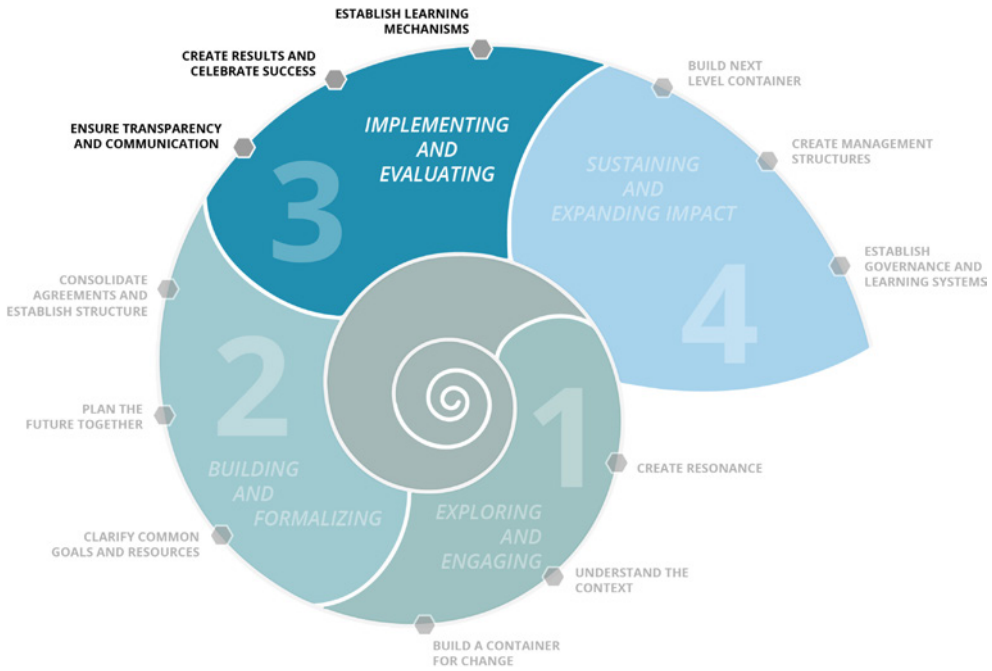 ESTABLISH LEARNING
MECHANISMS
CREATE RESULTS AND
CELEBRATE SUCCESS
ENSURE TRANSPARENCY
AND COMMUNICATION
IMPLEMENTING
AND
EVALUATING
3
BUILD NEXT
LEVEL CONTAINER
CREATE MANAGEMENT
STRUCTURES
ESTABLISH
GOVERNANCE AND
LEARNING SYSTEMS
SUSTAINING
AND
EXPANDING IMPACT
4
CONSOLIDATE
AGREEMENTS AND
ESTABLISH STRUCTURE
PLAN THE
FUTURE TOGETHER
CLARIFY COMMON
GOALS AND RESOURCES
2
BUILDING
AND
FORMALIZING
1
EXPLORING
AND
ENGAGING
CREATE RESONANCE
UNDERSTAND THE
CONTEXT
BUILD A CONTAINER
FOR CHANGE